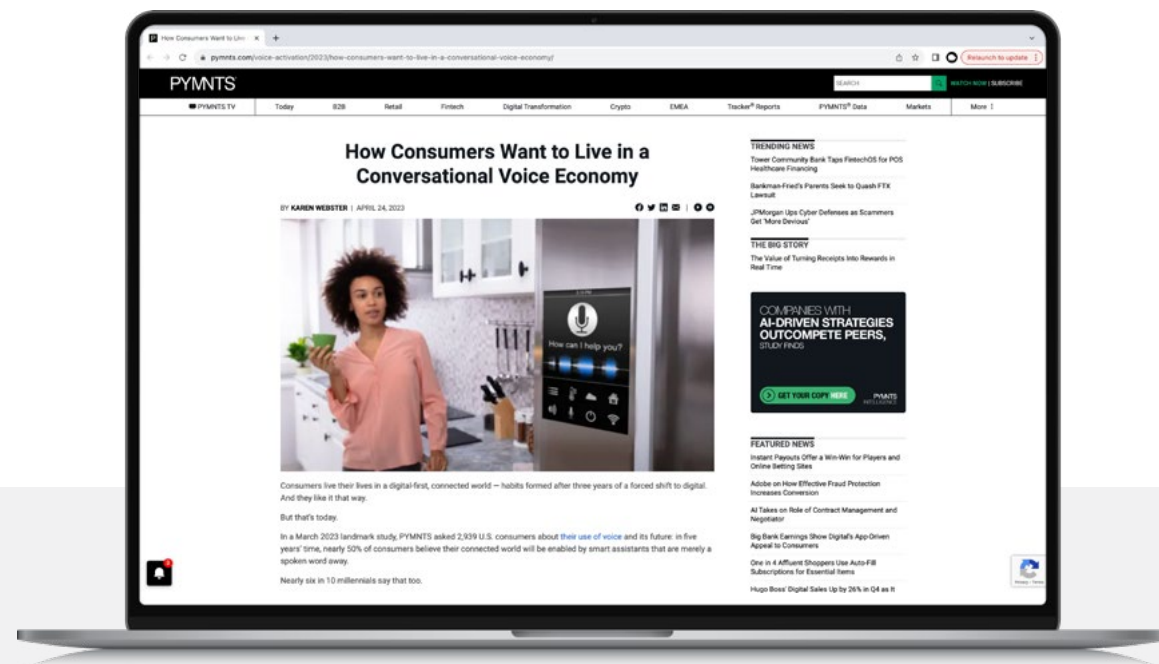 How Consumers Want to Live
pymnts.com/voice-activation/2023/how-consumers-want-to-live-in-a-conversational-voice-economy/
Relaunch to update
PYMNTS
SEARCH
WATCH NOW | SUBSCRIBE
PYMNTS TV
Today
B2B
Retail
Fintech
Digital Transformation
Crypto
EMEA
Tracker® Reports
PYMNTS® Data
Markets
More
How Consumers Want to Live in a
Conversational Voice Economy
BY KAREN WEBSTER | APRIL 24, 2023
How can I help you?
Consumers live their lives in a digital-first, connected world — habits formed after three years of a forced shift to digital.
And they like it that way.
But that's today.
In a March 2023 landmark study, PYMNTS asked 2,939 U.S. consumers about their use of voice and its future: in five
years' time, nearly 50% of consumers believe their connected world will be enabled by smart assistants that are merely a
spoken word away.
Nearly six in 10 millennials say that too.
TRENDING NEWS
Tower Community Bank Taps FintechOS for POS
Healthcare Financing
Bankman-Fried's Parents Seek to Quash FTX
Lawsuit
JPMorgan Ups Cyber Defenses as Scammers
Get 'More Devious'
THE BIG STORY
The Value of Turning Receipts Into Rewards in
Real Time
COMPANIES WITH
AI-DRIVEN STRATEGIES
OUTCOMPETE PEERS,
STUDY FINDS
GET YOUR COPY HERE
PYMNTS
INTELLIGENCE
FEATURED NEWS
Instant Payouts Offer a Win-Win for Players and
Online Betting Sites
Adobe on How Effective Fraud Protection
Increases Conversion
AI Takes on Role of Contract Management and
Negotiator
Big Bank Earnings Show Digital's App-Driven
Appeal to Consumers
One in 4 Affluent Shoppers Use Auto-Fill
Subscriptions for Essential Items
Hugo Boss' Digital Sales Up by 26% in Q4 as It
Privacy - Terms